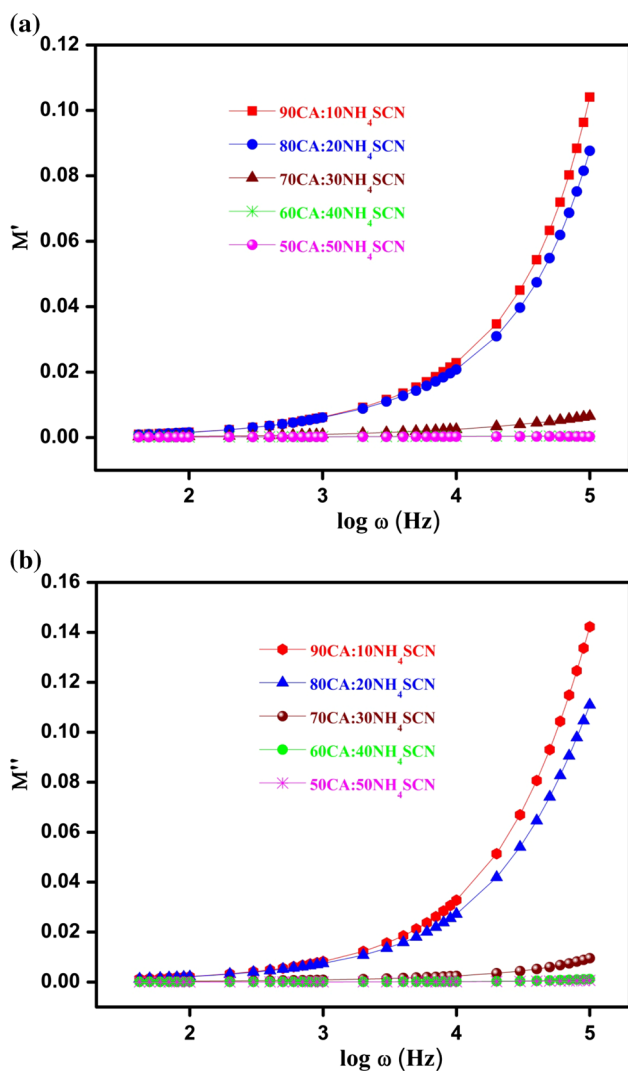 (a)
0.12
0.10
0.08
0.06
0.04
0.02
0.00
M'
90CA:10NH₄SCN
80CA:20NH₄SCN
70CA:30NH₄SCN
60CA:40NH₄SCN
50CA:50NH₄SCN
2 3 4 5
log ω (Hz)
(b)
0.16
0.14
0.12
0.10
0.08
0.06
0.04
0.02
0.00
M''
90CA:10NH₄SCN
80CA:20NH₄SCN
70CA:30NH₄SCN
60CA:40NH₄SCN
50CA:50NH₄SCN
2 3 4 5
log ω (Hz)